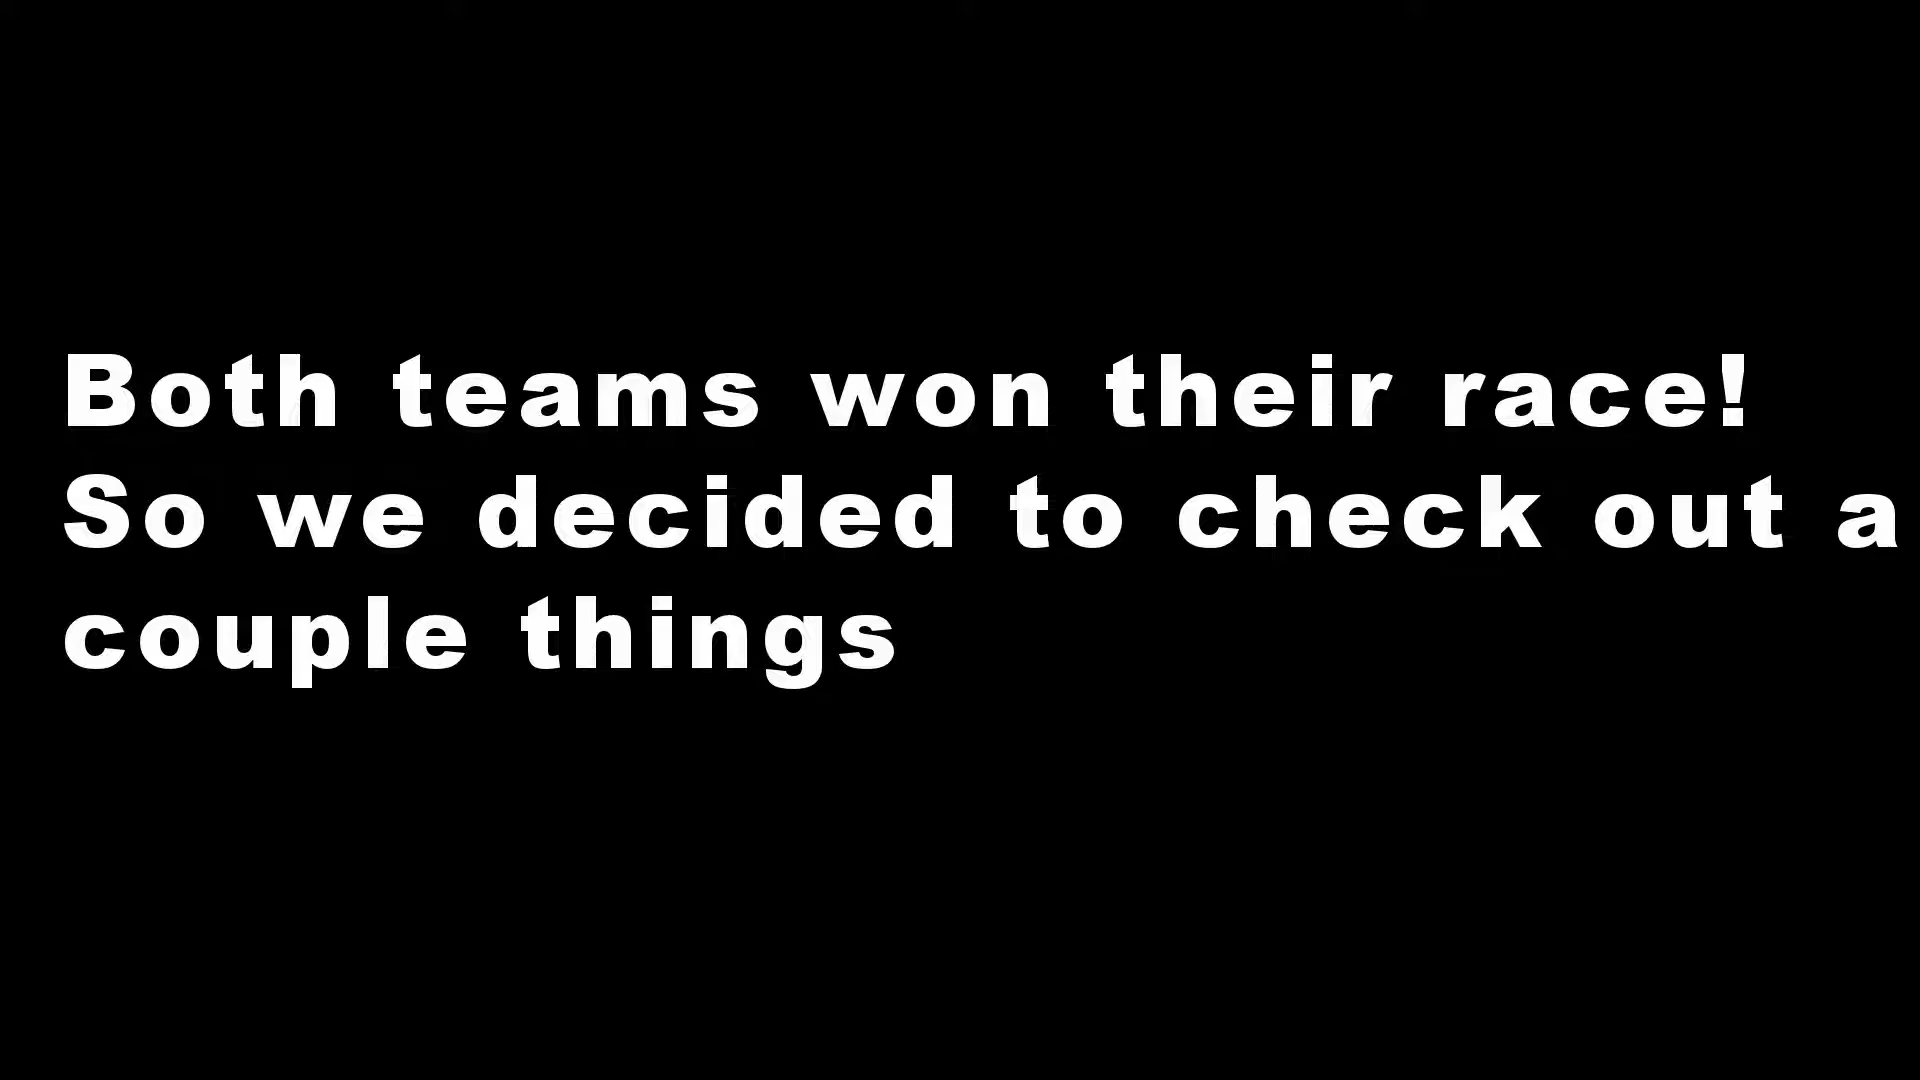 Both teams won their race!
So we decided to check out a
couple things